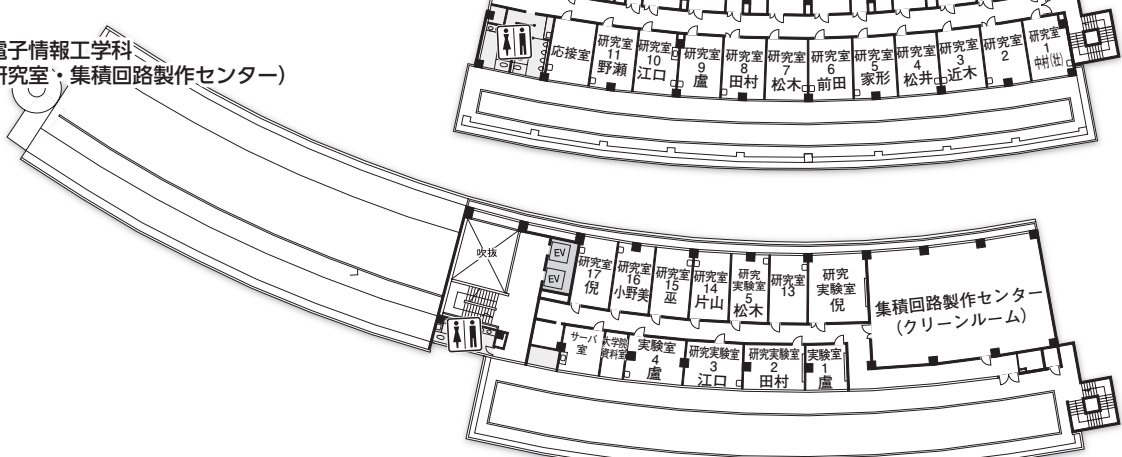 電子情報工学科
研究室・集積回路製作センター）
応接室
研究室
11
野瀬
研究室
10
江口
研究室
9
盧
研究室
8
田村
研究室
7
松木
研究室
6
前田
研究室
5
家形
研究室
4
松井
研究室
3
近木
研究室
2
研究室
1
吹抜
EV
EV
研究室
17
倪
研究室
16
小野美
研究室
15
巫
研究室
14
片山
研究
実験室
5
松木
研究室
13
研究
実験室
倪
集積回路製作センター
（クリーンルーム）
サーバ
室
大学院
資料室
実験室
4
盧
研究実験室
3
江口
研究実験室
2
田村
実験室
1
盧